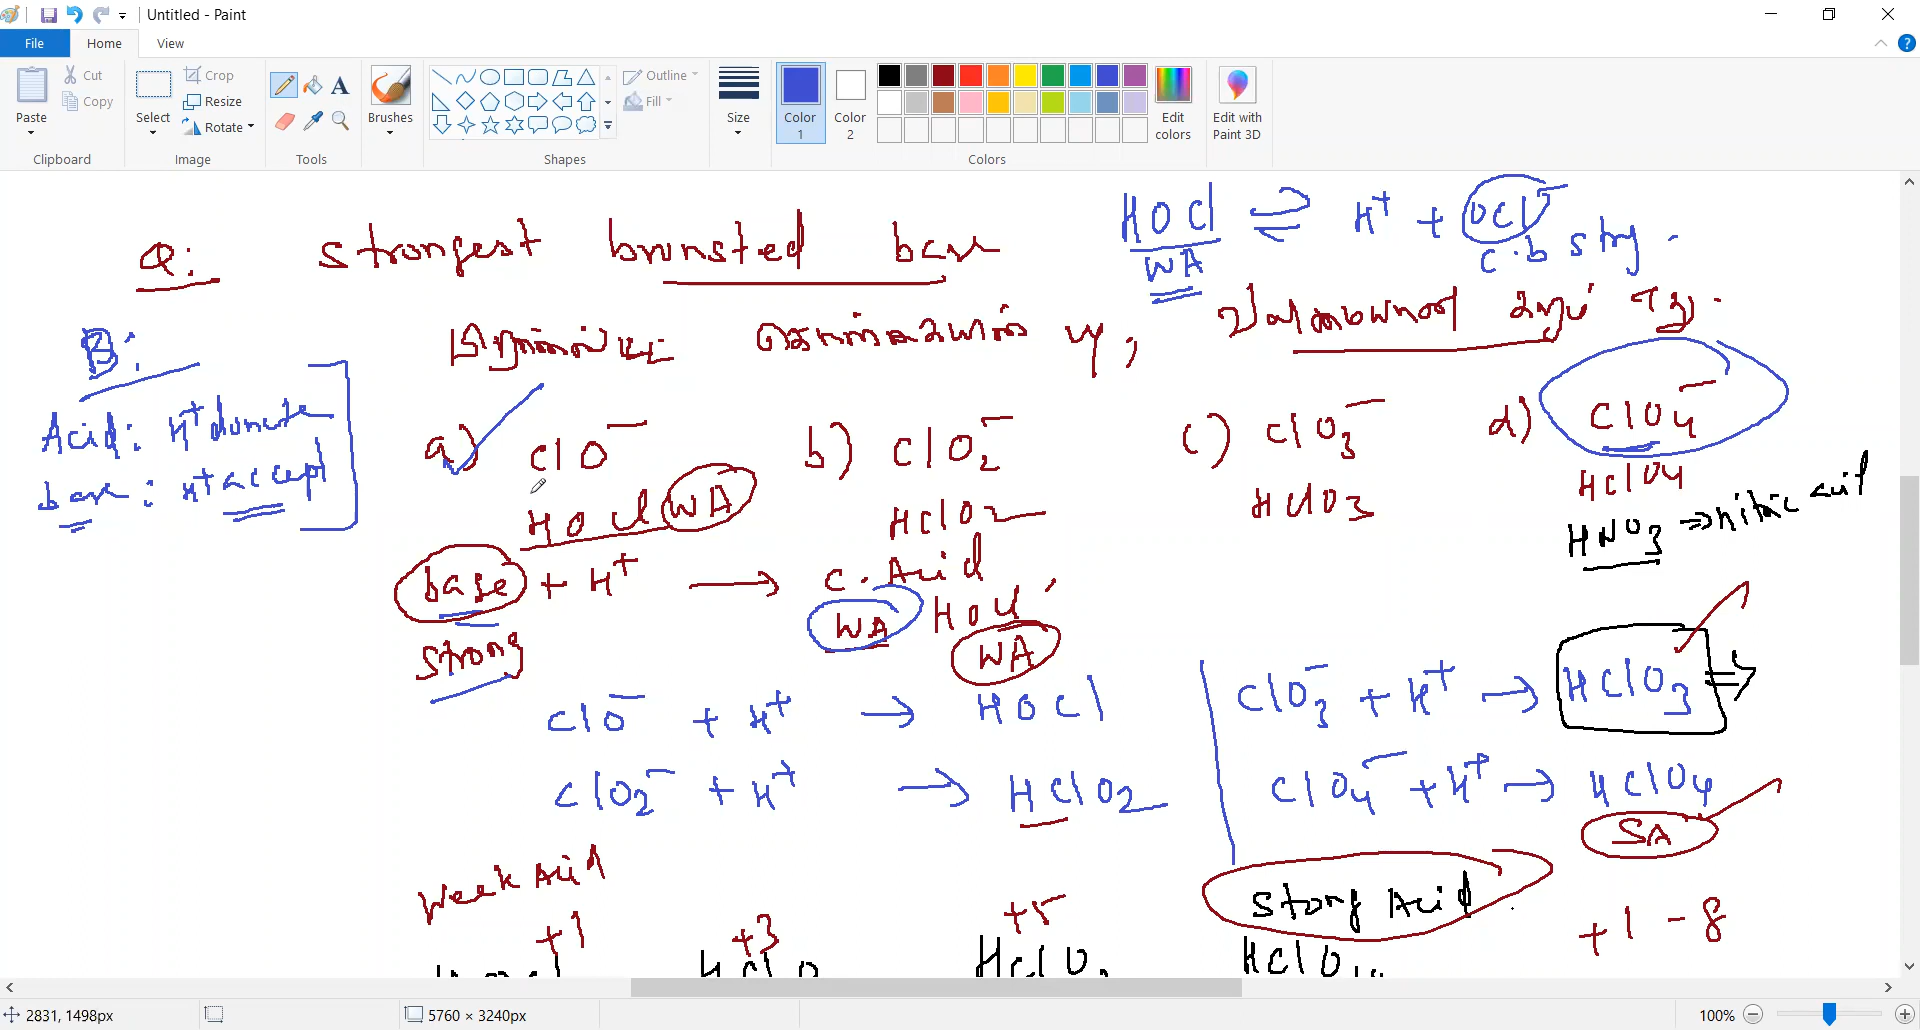 Untitled - Paint
File Home View
Paste
Cut
Copy
Clipboard
Select
Crop
Resize
Rotate
Image
Tools
Brushes
Shapes
Outline
Fill
Size
Color 1
Color 2
Colors
Edit colors
Edit with Paint 3D
HOCl ⇌ H⁺ + OCl⁻
WA
c.b
Q: strongest bronsted base
B:
Acid: H⁺ donate
base: H⁺ accept
a) ClO⁻ b) ClO₂⁻ c) ClO₃⁻ d) ClO₄⁻
HOCl WA HClO₂ HClO₃ HClO₄
HNO₃ ⇒ nitric acid
base + H⁺ → c. Acid
strong WA HOCl
WA
ClO⁻ + H⁺ → HOCl
ClO₂⁻ + H⁺ → HClO₂
ClO₃⁻ + H⁺ → HClO₃ ⇒
ClO₄⁻ + H⁺ → HClO₄
SA
Week Acid
Stong Acid
+1 +3 +5
+1 - 8
2831, 1498px
5760 × 3240px
100%